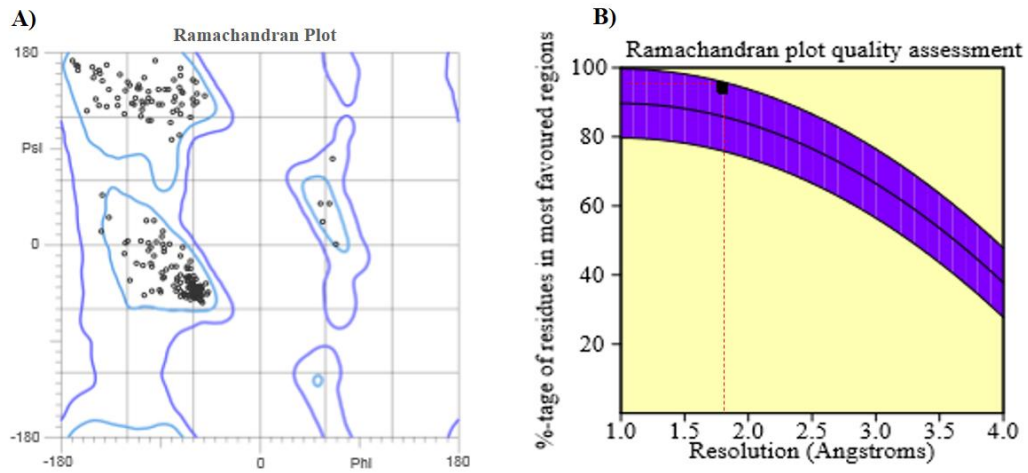 A)
Ramachandran Plot
180
Psi
0
-180
-180
0
Phi
180
B)
Ramachandran plot quality assessment
%-tage of residues in most favoured regions
100
80
60
40
20
1.0
1.5
2.0
2.5
3.0
3.5
4.0
Resolution (Angstroms)